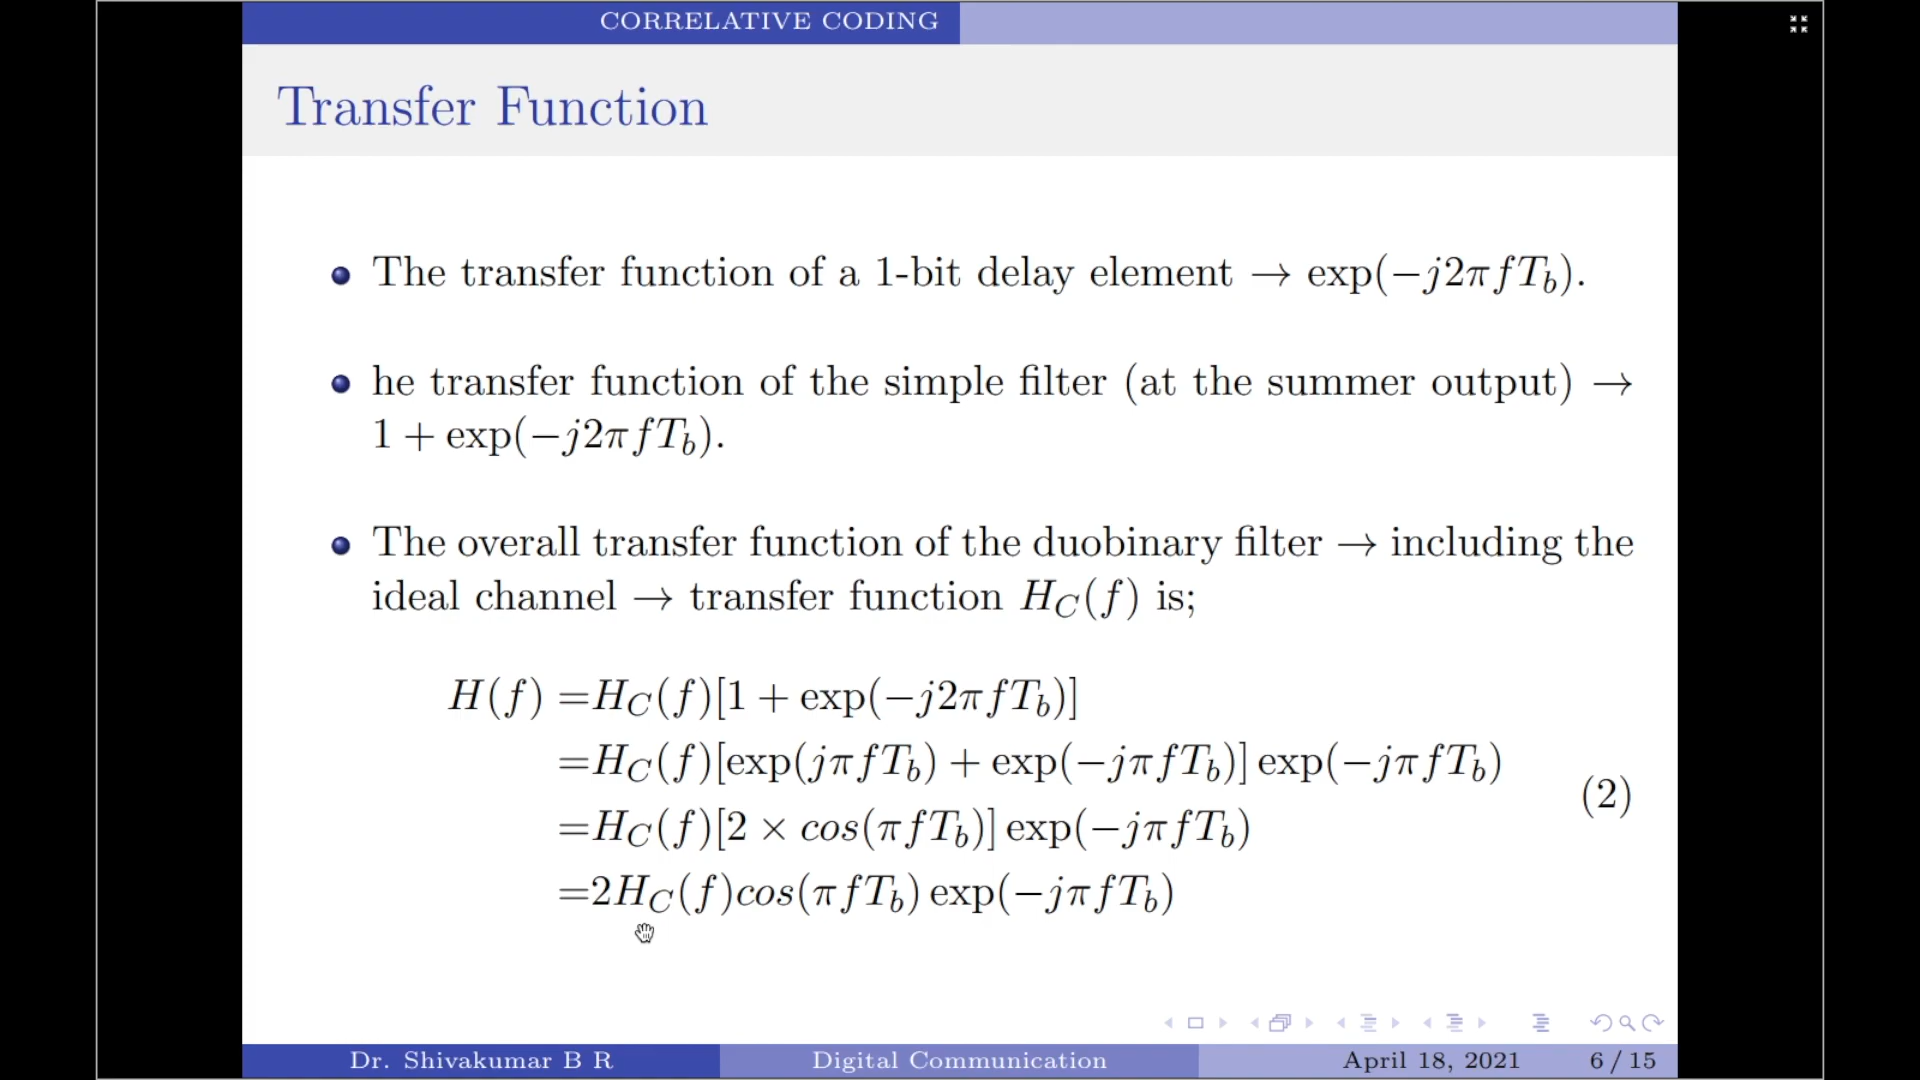 CORRELATIVE CODING
Transfer Function
The transfer function of a 1-bit delay element → exp(−j2πfT_b).
he transfer function of the simple filter (at the summer output) →
1 + exp(−j2πfT_b).
The overall transfer function of the duobinary filter → including the
ideal channel → transfer function H_C(f) is;
H(f) =H_C(f)[1 + exp(−j2πfT_b)]
=H_C(f)[exp(jπfT_b) + exp(−jπfT_b)] exp(−jπfT_b)
(2)
=H_C(f)[2 × cos(πfT_b)] exp(−jπfT_b)
=2H_C(f)cos(πfT_b) exp(−jπfT_b)
Dr. Shivakumar B R Digital Communication April 18, 2021 6 / 15